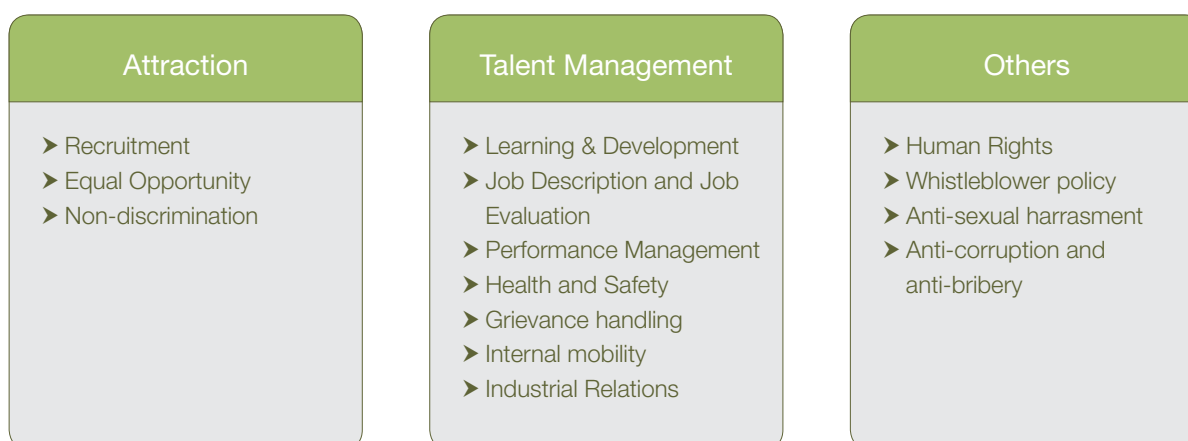 Attraction
➤ Recruitment
➤ Equal Opportunity
➤ Non-discrimination
Talent Management
➤ Learning & Development
➤ Job Description and Job
Evaluation
➤ Performance Management
➤ Health and Safety
➤ Grievance handling
➤ Internal mobility
➤ Industrial Relations
Others
➤ Human Rights
➤ Whistleblower policy
➤ Anti-sexual harrasment
➤ Anti-corruption and
anti-bribery